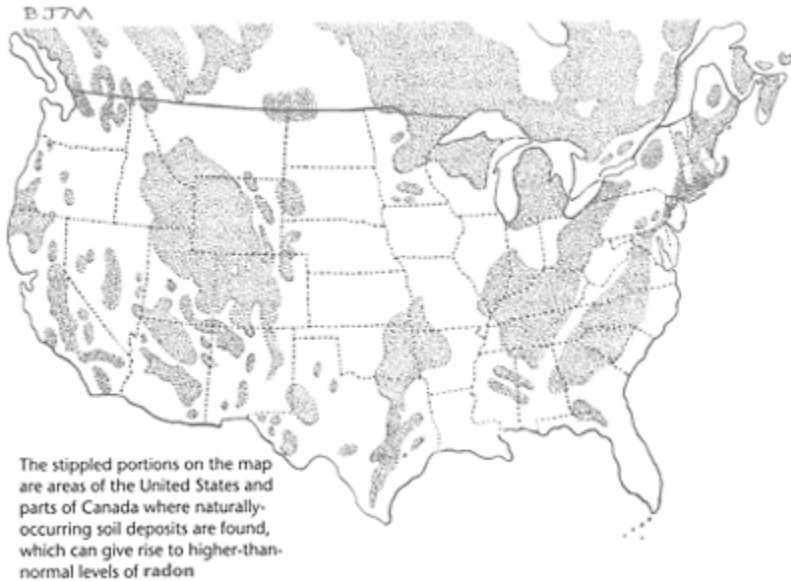 BJ7M
The stippled portions on the map
are areas of the United States and
parts of Canada where naturally-
occurring soil deposits are found,
which can give rise to higher-than-
normal levels of radon